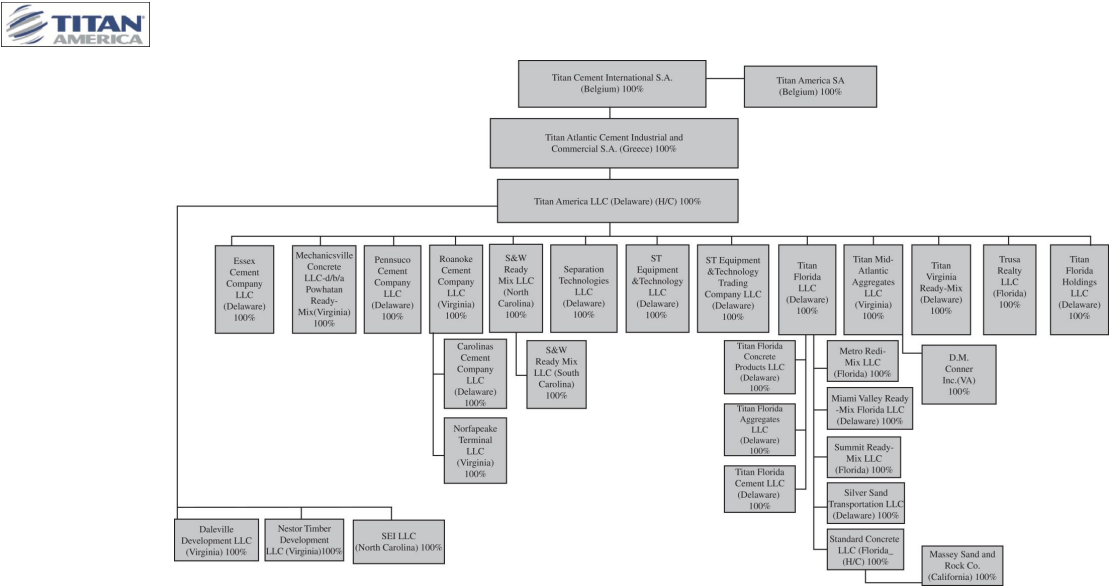 TITAN
AMERICA
Titan Cement International S.A.
(Belgium) 100%
Titan America SA
(Belgium) 100%
Titan Atlantic Cement Industrial and
Commercial S.A. (Greece) 100%
Titan America LLC (Delaware) (H/C) 100%
Essex
Cement
Company
LLC
(Delaware)
100%
Mechanicsville
Concrete
LLC-d/b/a
Powhatan
Ready-
Mix(Virginia)
100%
Pennsuco
Cement
Company
LLC
(Delaware)
100%
Roanoke
Cement
Company
LLC
(Virginia)
100%
S&W
Ready
Mix LLC
(North
Carolina)
100%
Separation
Technologies
LLC
(Delaware)
100%
ST
Equipment
&Technology
LLC
(Delaware)
100%
ST Equipment
&Technology
Trading
Company LLC
(Delaware)
100%
Titan
Florida
LLC
(Delaware)
100%
Titan Mid-
Atlantic
Aggregates
LLC
(Virginia)
100%
Titan
Virginia
Ready-Mix
(Delaware)
100%
Trusa
Realty
LLC
(Florida)
100%
Titan
Florida
Holdings
LLC
(Delaware)
100%
Carolinas
Cement
Company
LLC
(Delaware)
100%
Norfapeake
Terminal
LLC
(Virginia)
100%
S&W
Ready Mix
LLC (South
Carolina)
100%
Titan Florida
Concrete
Products LLC
(Delaware)
100%
Titan Florida
Aggregates
LLC
(Delaware)
100%
Titan Florida
Cement LLC
(Delaware)
100%
Metro Redi-
Mix LLC
(Florida) 100%
Miami Valley Ready
-Mix Florida LLC
(Delaware) 100%
Summit Ready-
Mix LLC
(Florida) 100%
Silver Sand
Transportation LLC
(Delaware) 100%
Standard Concrete
LLC (Florida_
(H/C) 100%
D.M.
Conner
Inc.(VA)
100%
Massey Sand and
Rock Co.
(California) 100%
Daleville
Development LLC
(Virginia) 100%
Nestor Timber
Development
LLC (Virginia)100%
SEI LLC
(North Carolina) 100%